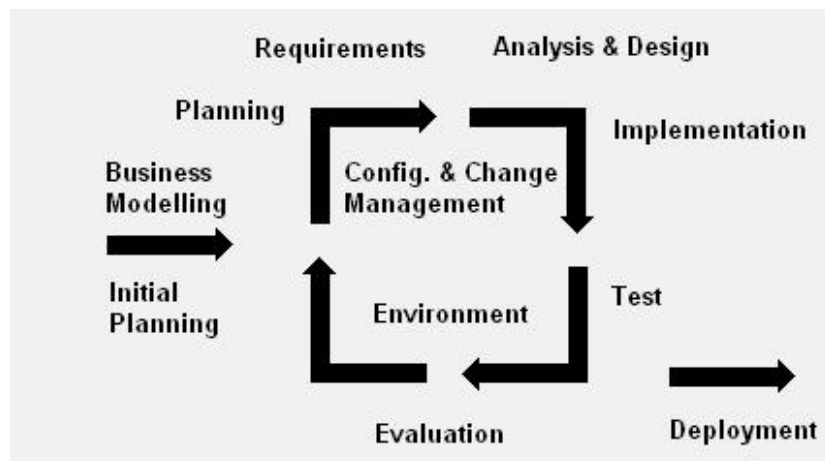 Requirements
Analysis & Design
Planning
Implementation
Business
Modelling
Config. & Change
Management
Initial
Planning
Environment
Test
Evaluation
Deployment